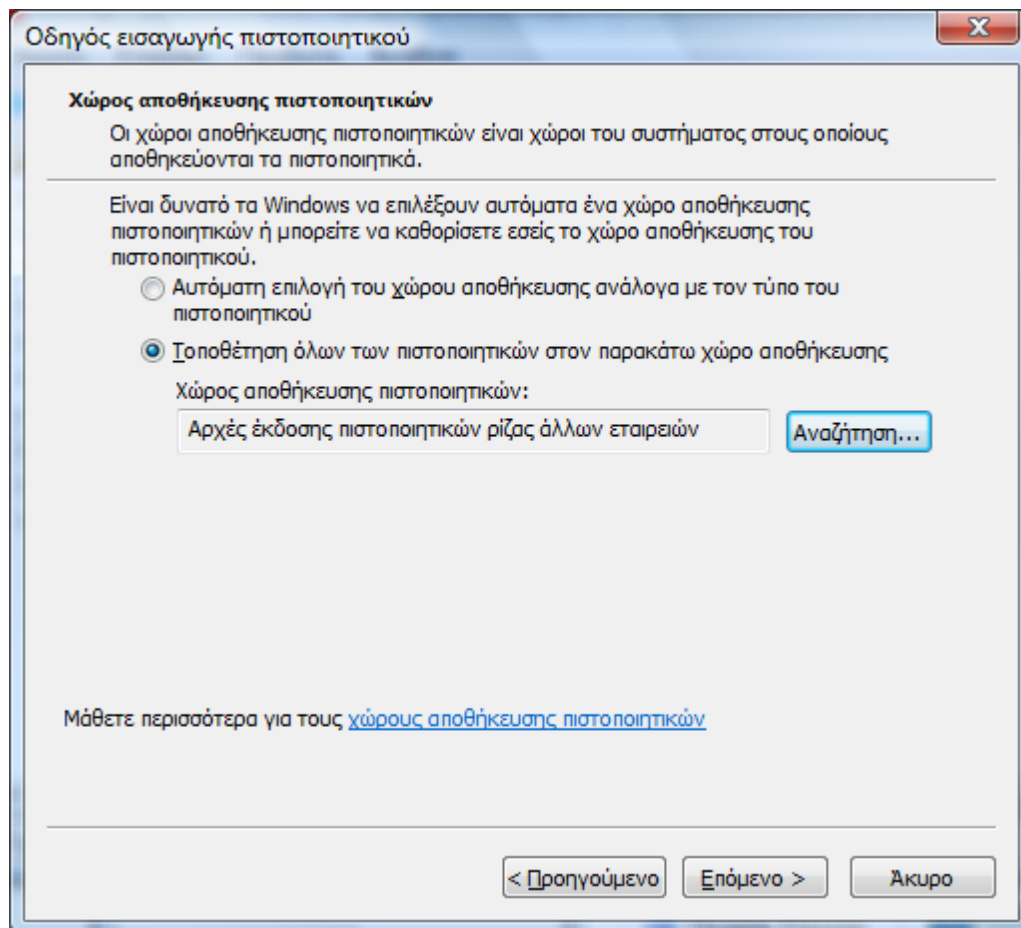 Οδηγός εισαγωγής πιστοποιητικού
Χώρος αποθήκευσης πιστοποιητικών
Οι χώροι αποθήκευσης πιστοποιητικών είναι χώροι του συστήματος στους οποίους
αποθηκεύονται τα πιστοποιητικά.
Είναι δυνατό τα Windows να επιλέξουν αυτόματα ένα χώρο αποθήκευσης
πιστοποιητικών ή μπορείτε να καθορίσετε εσείς το χώρο αποθήκευσης του
πιστοποιητικού.
Αυτόματη επιλογή του χώρου αποθήκευσης ανάλογα με τον τύπο του
πιστοποιητικού
Τοποθέτηση όλων των πιστοποιητικών στον παρακάτω χώρο αποθήκευσης
Χώρος αποθήκευσης πιστοποιητικών:
Αρχές έκδοσης πιστοποιητικών ρίζας άλλων εταιρειών Αναζήτηση...
Μάθετε περισσότερα για τους χώρους αποθήκευσης πιστοποιητικών
< Προηγούμενο Επόμενο > Άκυρο